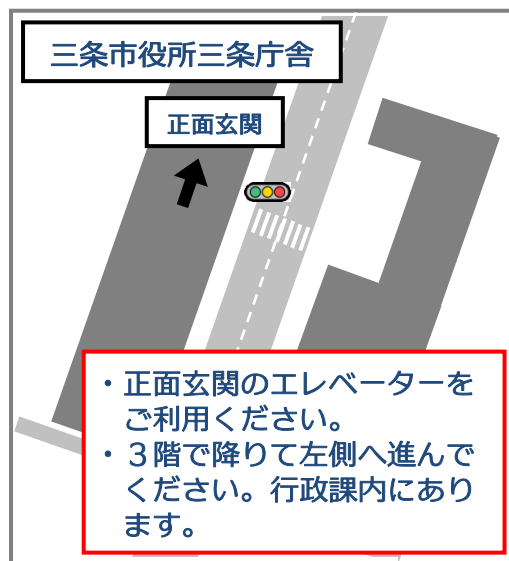 三条市役所三条庁舎
正面玄関
・正面玄関のエレベーターを
ご利用ください。
・３階で降りて左側へ進んで
ください。行政課内にあり
ます。